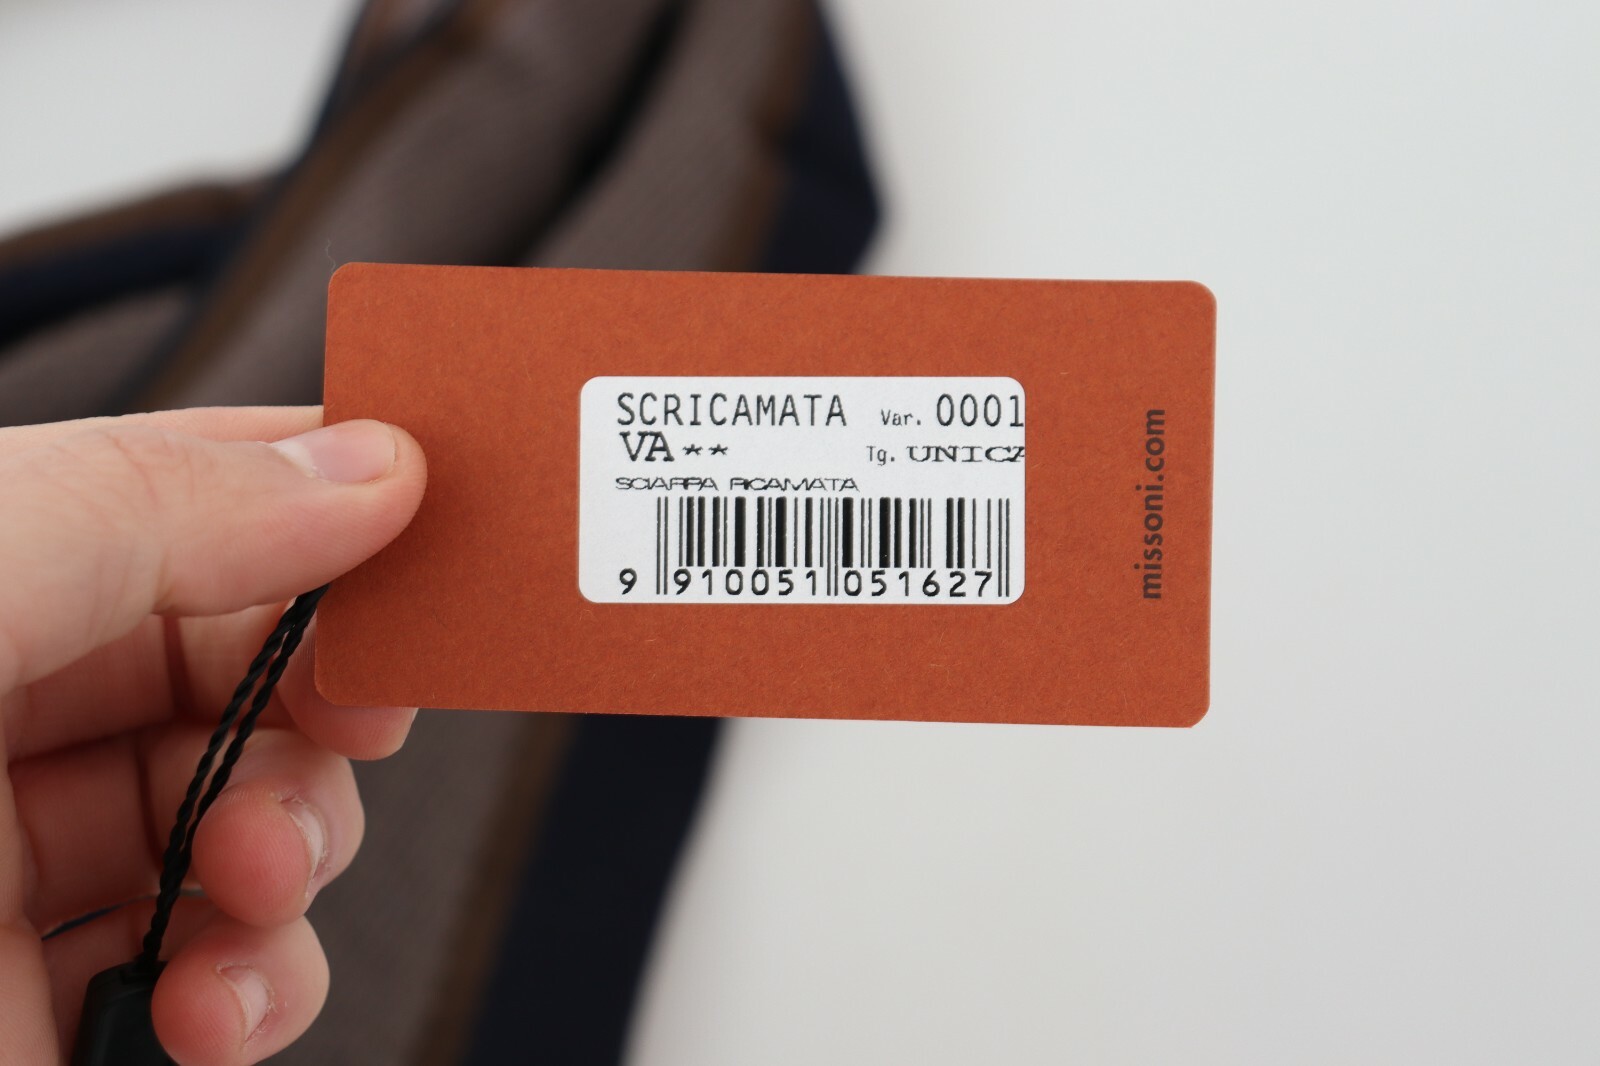 SCRICAMATA Var. 0001
VA** Tg. UNICA
SCIARPA RICAMATA
9 910051 051627
missoni.com